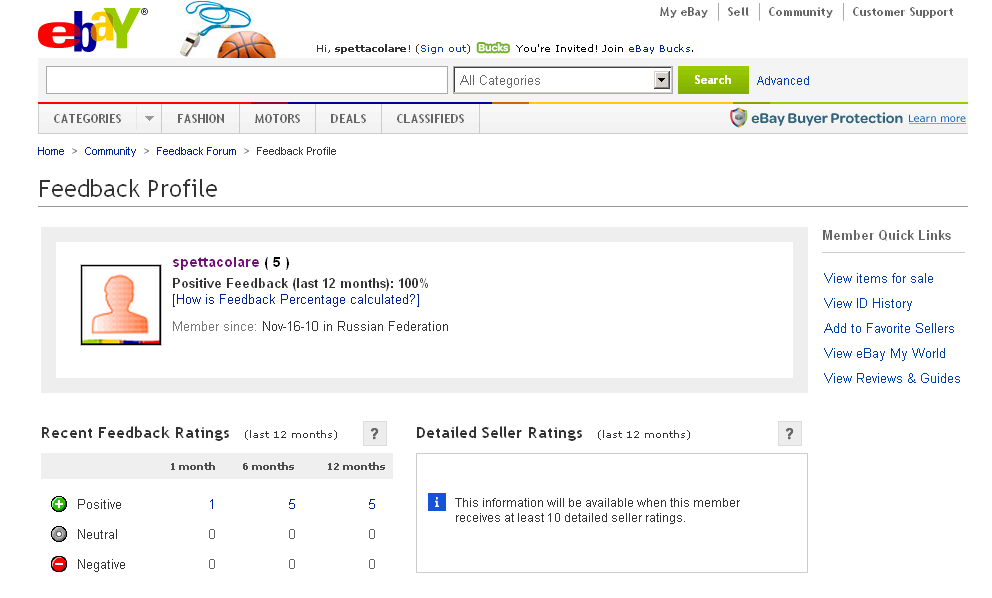 ebay®
My eBay Sell Community Customer Support
Hi, spettacolare! (Sign out) Bucks You're Invited! Join eBay Bucks.
All Categories Search Advanced
CATEGORIES FASHION MOTORS DEALS CLASSIFIEDS eBay Buyer Protection Learn more
Home > Community > Feedback Forum > Feedback Profile
Feedback Profile
spettacolare ( 5 )
Positive Feedback (last 12 months): 100%
[How is Feedback Percentage calculated?]
Member since: Nov-16-10 in Russian Federation
Member Quick Links
View items for sale
View ID History
Add to Favorite Sellers
View eBay My World
View Reviews & Guides
Recent Feedback Ratings (last 12 months) ?
1 month 6 months 12 months
Positive 1 5 5
Neutral 0 0 0
Negative 0 0 0
Detailed Seller Ratings (last 12 months) ?
i This information will be available when this member
receives at least 10 detailed seller ratings.